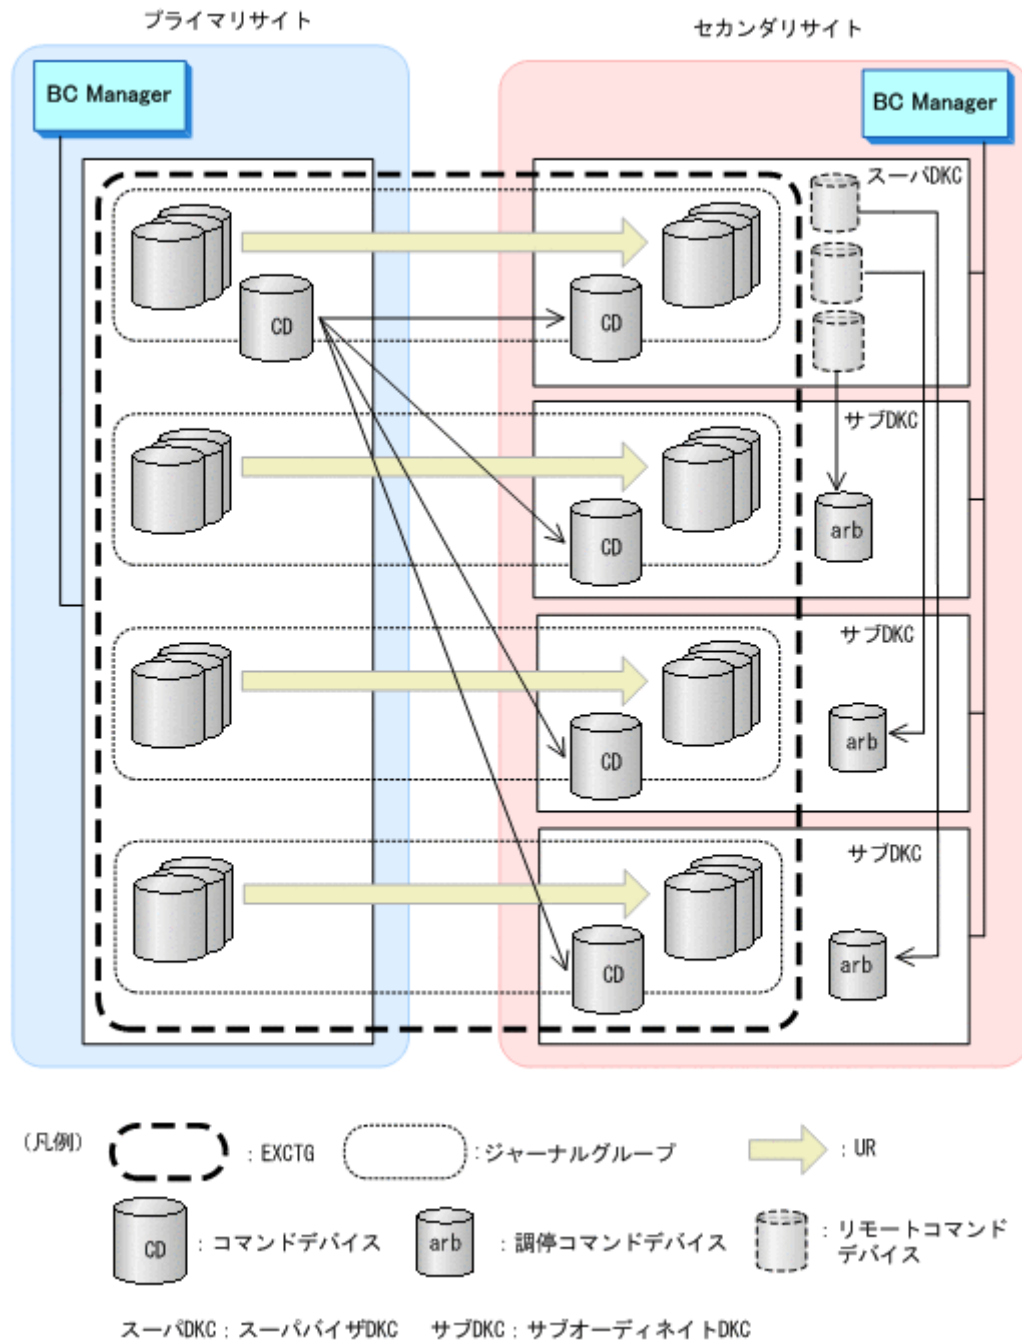 プライマリサイト
セカンダリサイト
BC Manager
BC Manager
スーパDKC
CD
CD
サブDKC
CD
arb
サブDKC
CD
arb
サブDKC
CD
arb
(凡例)
: EXCTG
:ジャーナルグループ
: UR
CD
: コマンドデバイス
arb
: 調停コマンドデバイス
: リモートコマンド
デバイス
スーパDKC : スーパバイザDKC サブDKC : サブオーディネイトDKC